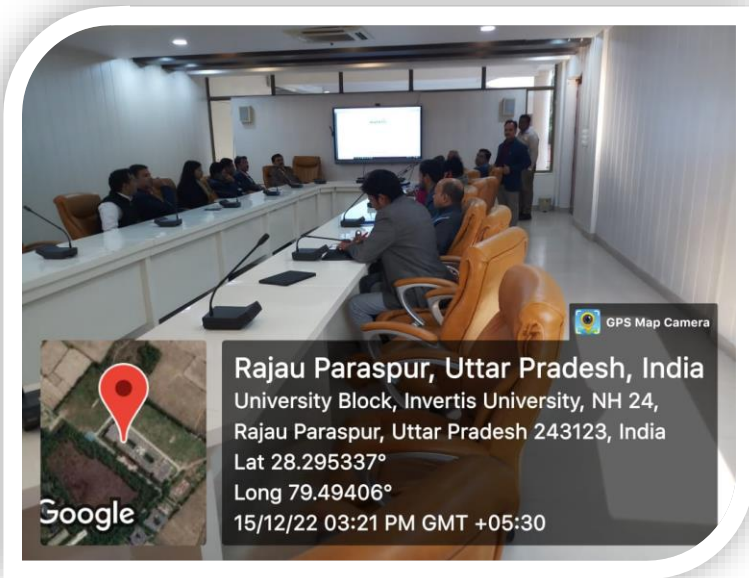 GPS Map Camera
Rajau Paraspur, Uttar Pradesh, India
University Block, Invertis University, NH 24,
Rajau Paraspur, Uttar Pradesh 243123, India
Lat 28.295337°
Long 79.49406°
15/12/22 03:21 PM GMT +05:30
Google